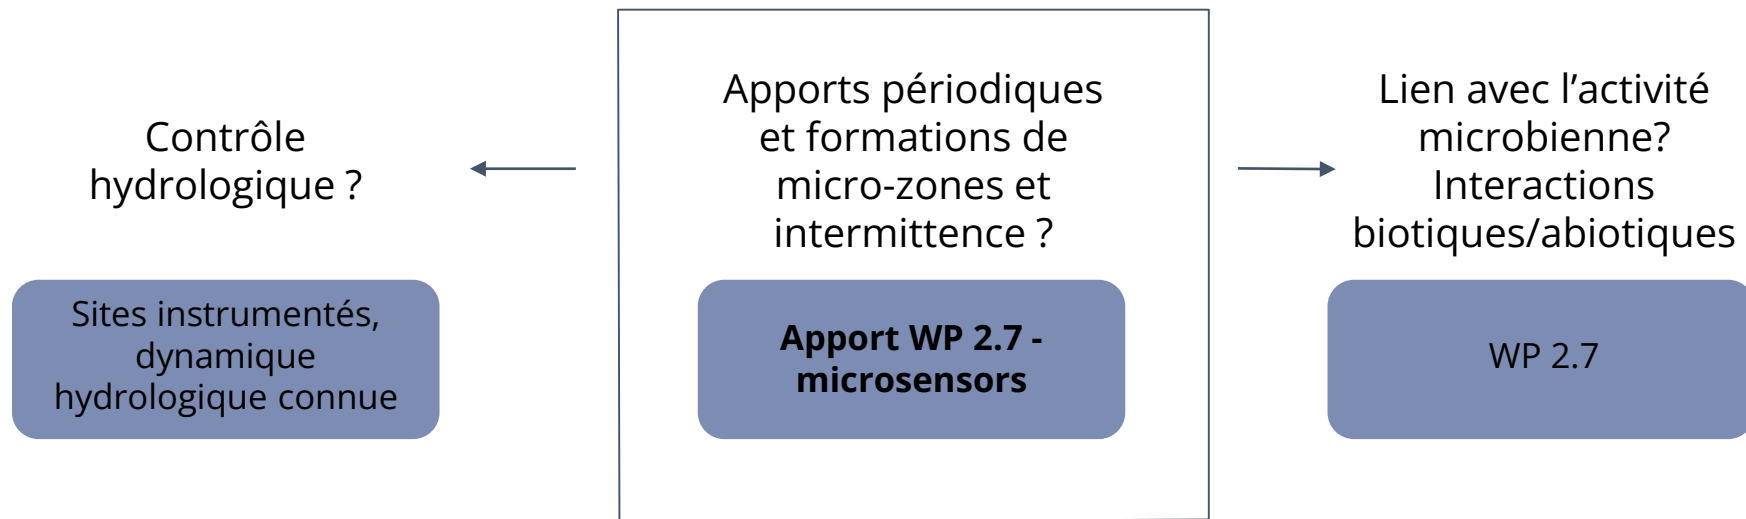 Contrôle
hydrologique ?
Sites instrumentés,
dynamique
hydrologique connue
Apports périodiques
et formations de
micro-zones et
intermittence ?
Apport WP 2.7 -
microsensors
Lien avec l’activité
microbienne?
Interactions
biotiques/abiotiques
WP 2.7